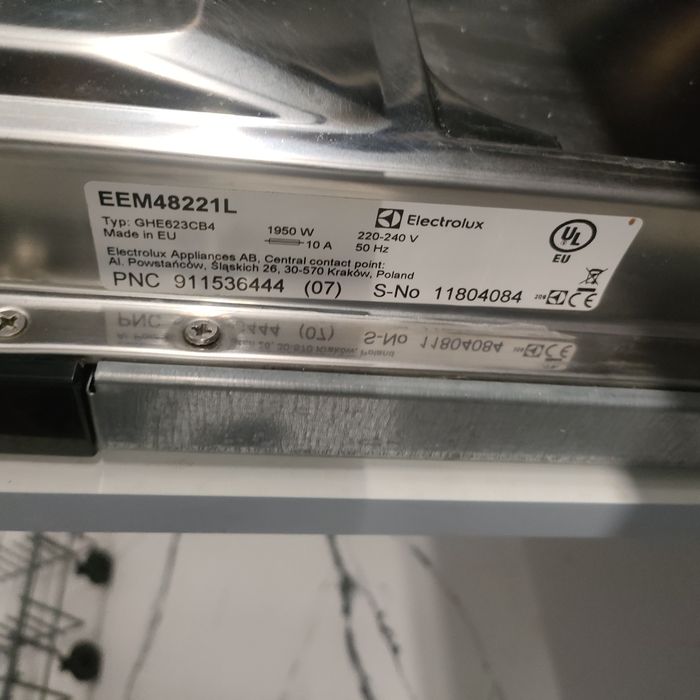 EEM48221L
Typ: GHE623CB4
Made in EU
1950 W
10 A
Electrolux
220-240 V
50 Hz
UL
EU
Electrolux Appliances AB, Central contact point:
Al. Powstańców, Śląskich 26, 30-570 Kraków, Poland
PNC 911536444 (07) S-No 11804084
CE